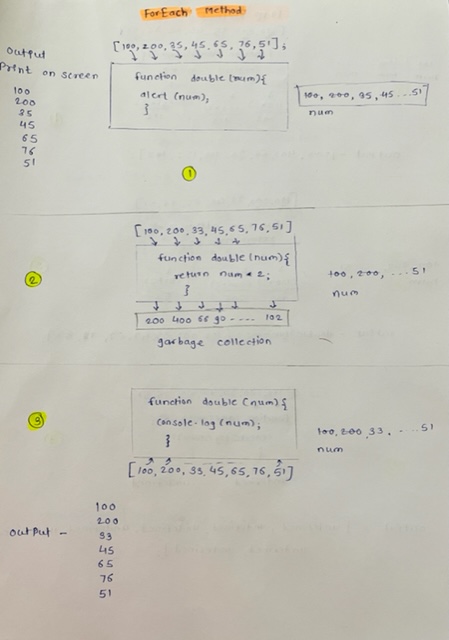 ForEach Method
[100, 200, 35, 45, 65, 76, 51];
Output
Print on screen
100
200
35
45
65
76
51
function double (num){
alert (num);
}
100, 200, 35, 45 ... 51
num
1
[100, 200, 33, 45, 65, 76, 51]
2
function double (num){
return num * 2;
}
100, 200, ... 51
num
200 400 66 90 .... 102
garbage collection
3
function double (num){
console.log (num);
}
100, 200, 33, .... 51
num
[100, 200, 33, 45, 65, 76, 51]
Output -
100
200
33
45
65
76
51